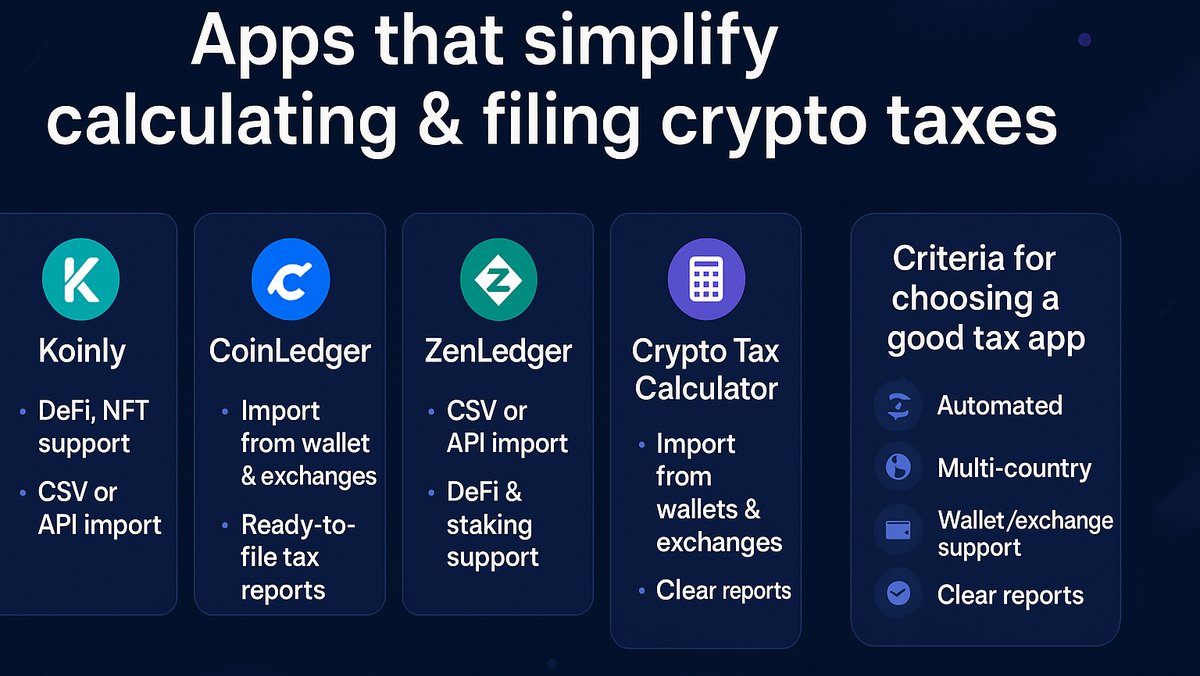 Apps that simplify
calculating & filing crypto taxes
Koinly
• DeFi, NFT
support
• CSV or
API import
CoinLedger
• Import
from wallet
& exchanges
• Ready-to-
file tax
reports
Z
ZenLedger
• CSV or
API import
• DeFi &
staking
support
Crypto Tax
Calculator
• Import
from
wallets &
exchanges
• Clear reports
Criteria for
choosing a
good tax app
Automated
Multi-country
Wallet/exchange
support
Clear reports